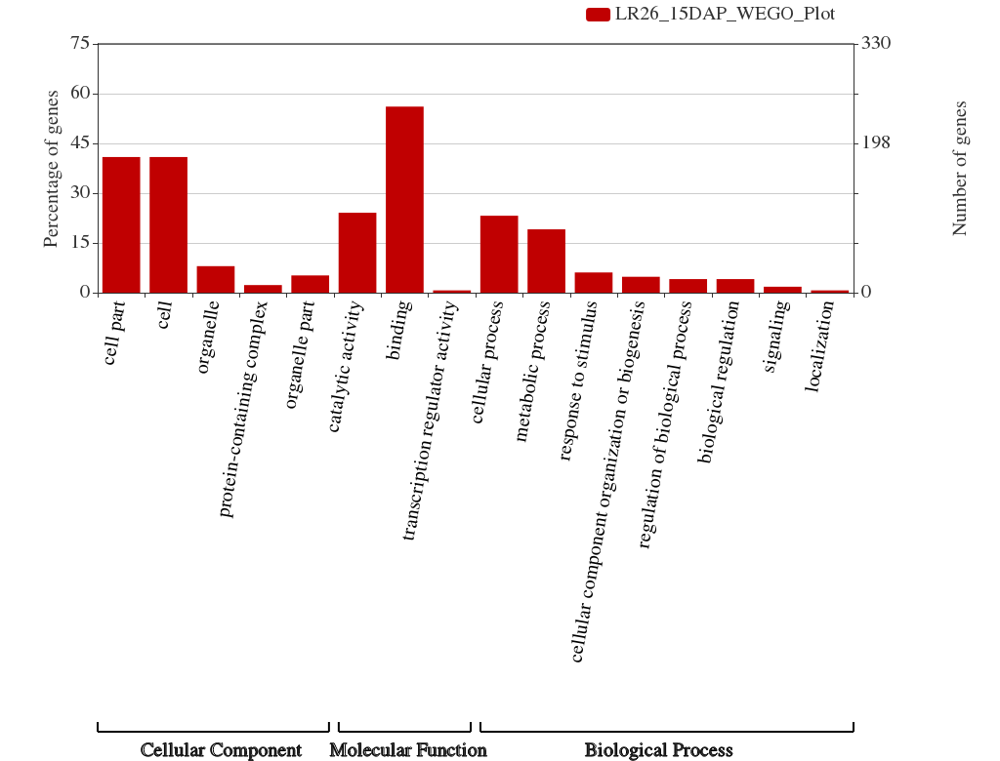 LR26_15DAP_WEGO_Plot
75
60
45
30
15
0
Percentage of genes
330
198
0
Number of genes
cell part
cell
organelle
protein-containing complex
organelle part
catalytic activity
binding
transcription regulator activity
cellular process
metabolic process
response to stimulus
cellular component organization or biogenesis
regulation of biological process
biological regulation
signaling
localization
Cellular Component
Molecular Function
Biological Process